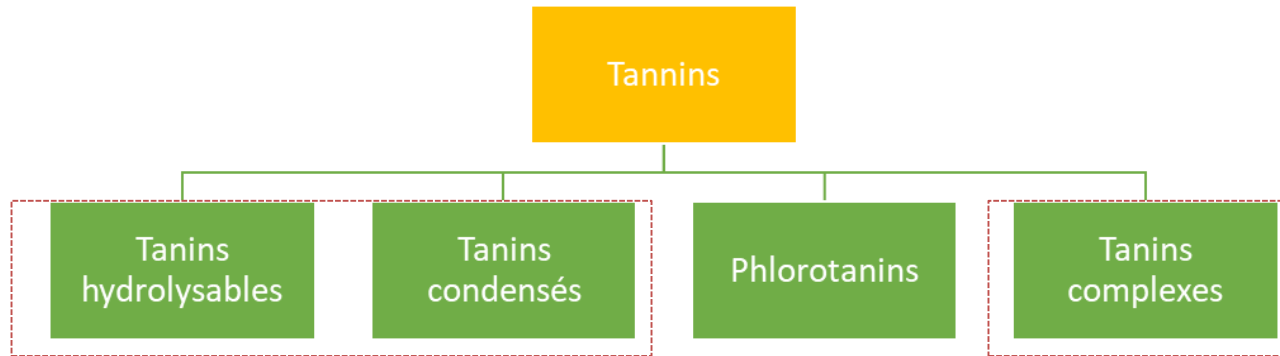 Tannins
Tanins
hydrolysables
Tanins
condensés
Phlorotanins
Tanins
complexes